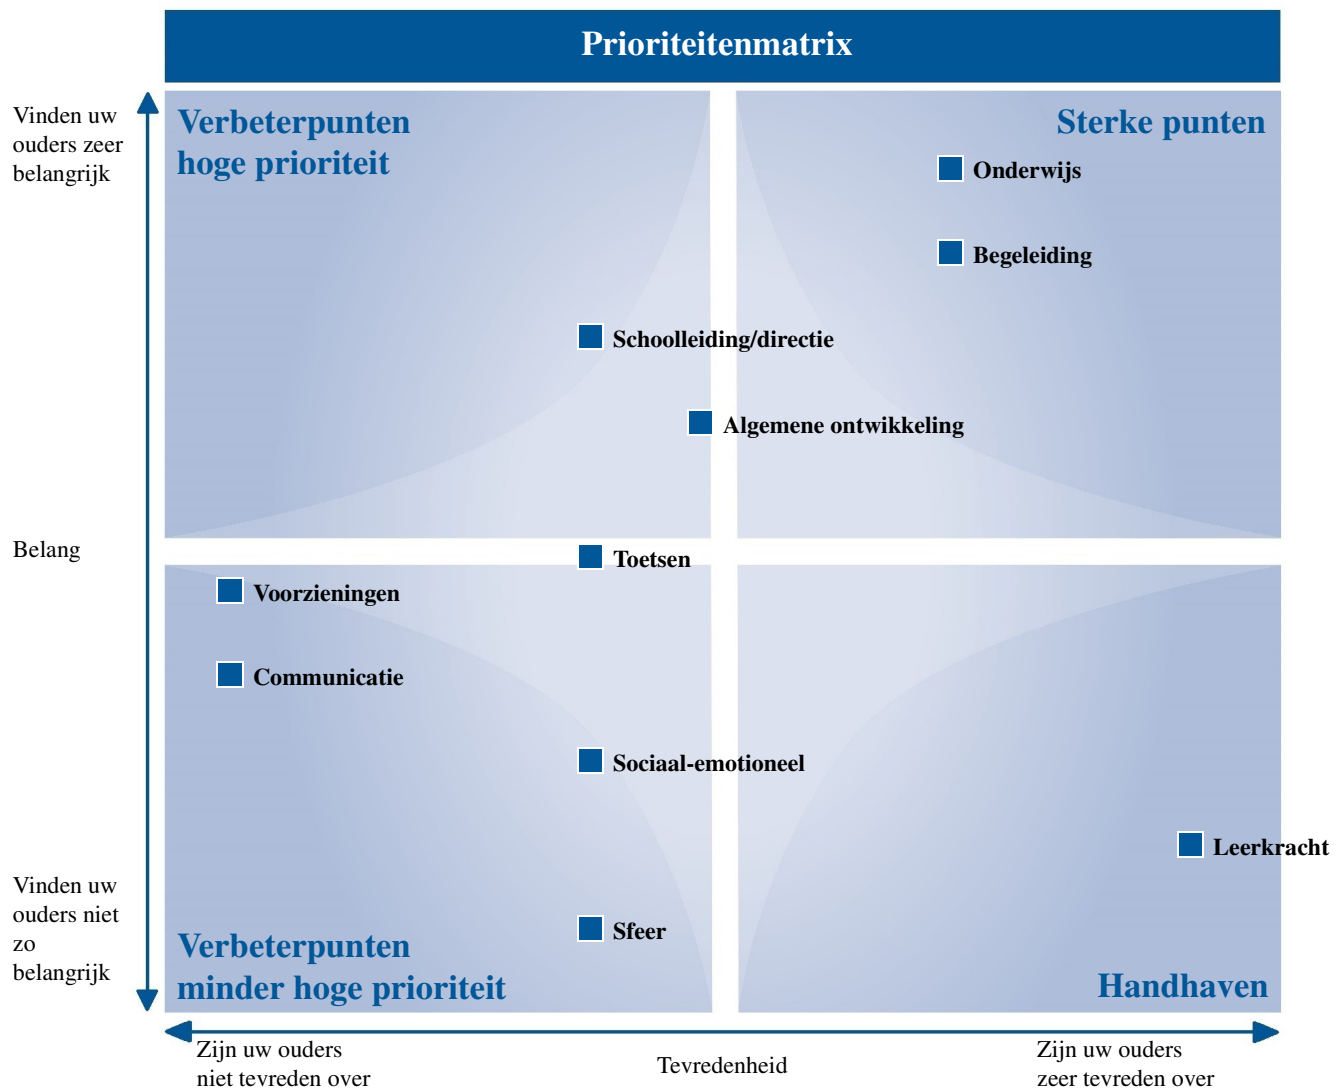 Prioriteitenmatrix
Vinden uw
ouders zeer
belangrijk
Verbeterpunten
hoge prioriteit
Sterke punten
Onderwijs
Begeleiding
Schoolleiding/directie
Algemene ontwikkeling
Belang
Toetsen
Voorzieningen
Communicatie
Sociaal-emotioneel
Leerkracht
Vinden uw
ouders niet
zo
belangrijk
Sfeer
Verbeterpunten
minder hoge prioriteit
Handhaven
Zijn uw ouders
niet tevreden over
Tevredenheid
Zijn uw ouders
zeer tevreden over